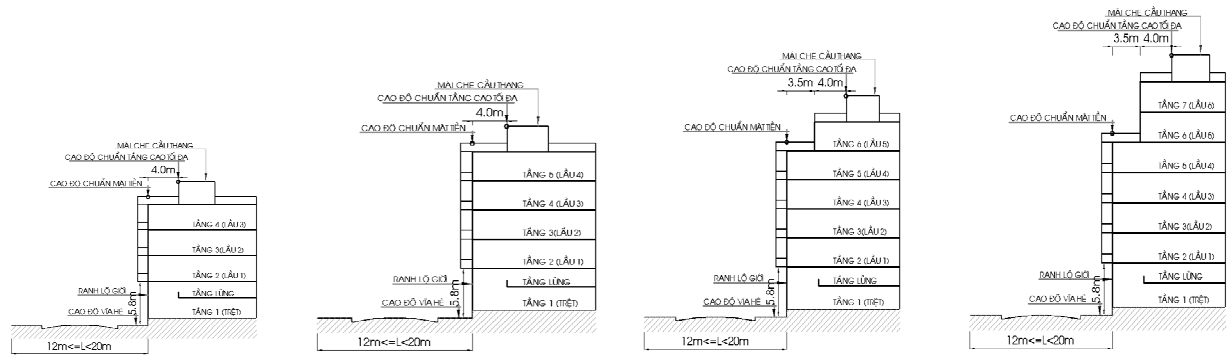 MÁI CHE CẦU THANG
CAO ĐỘ CHUẨN TẦNG CAO TỐI ĐA
4.0m
CAO ĐỘ CHUẨN MẶT TIỀN
TẦNG 4 (LẦU 3)
TẦNG 3(LẦU 2)
TẦNG 2 (LẦU 1)
RANH LỘ GIỚI
TẦNG LỬNG
5.8m
CAO ĐỘ VỈA HÈ
TẦNG 1 (TRỆT)
12m<=L<20m
MÁI CHE CẦU THANG
CAO ĐỘ CHUẨN TẦNG CAO TỐI ĐA
4.0m
CAO ĐỘ CHUẨN MẶT TIỀN
TẦNG 5 (LẦU 4)
TẦNG 4 (LẦU 3)
TẦNG 3(LẦU 2)
TẦNG 2 (LẦU 1)
RANH LỘ GIỚI
TẦNG LỬNG
5.8m
CAO ĐỘ VỈA HÈ
TẦNG 1 (TRỆT)
12m<=L<20m
MÁI CHE CẦU THANG
CAO ĐỘ CHUẨN TẦNG CAO TỐI ĐA
3.5m 4.0m
CAO ĐỘ CHUẨN MẶT TIỀN
TẦNG 6 (LẦU 5)
TẦNG 5 (LẦU 4)
TẦNG 4 (LẦU 3)
TẦNG 3(LẦU 2)
TẦNG 2 (LẦU 1)
RANH LỘ GIỚI
TẦNG LỬNG
5.8m
CAO ĐỘ VỈA HÈ
TẦNG 1 (TRỆT)
12m<=L<20m
MÁI CHE CẦU THANG
CAO ĐỘ CHUẨN TẦNG CAO TỐI ĐA
3.5m 4.0m
TẦNG 7 (LẦU 6)
CAO ĐỘ CHUẨN MẶT TIỀN
TẦNG 6 (LẦU 5)
TẦNG 5 (LẦU 4)
TẦNG 4 (LẦU 3)
TẦNG 3(LẦU 2)
TẦNG 2 (LẦU 1)
RANH LỘ GIỚI
TẦNG LỬNG
5.8m
CAO ĐỘ VỈA HÈ
TẦNG 1 (TRỆT)
12m<=L<20m